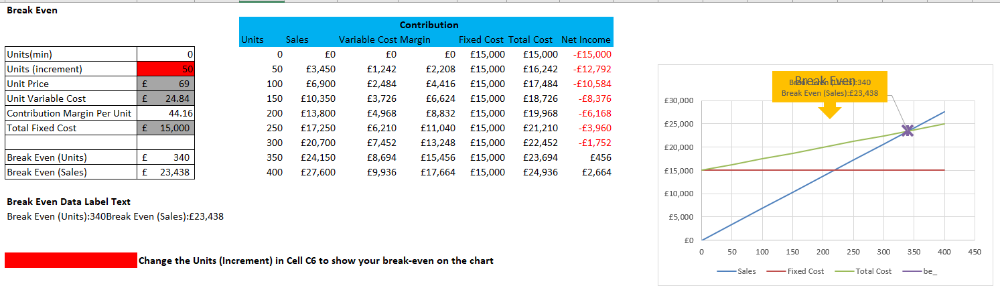 Break Even
Units(min) 0
Units (increment) 50
Unit Price £ 69
Unit Variable Cost £ 24.84
Contribution Margin Per Unit 44.16
Total Fixed Cost £ 15,000
Break Even (Units) £ 340
Break Even (Sales) £ 23,438
Break Even Data Label Text
Break Even (Units):340Break Even (Sales):£23,438
Change the Units (Increment) in Cell C6 to show your break-even on the chart
Contribution
Units Sales Variable Cost Margin Fixed Cost Total Cost Net Income
0 £0 £0 £0 £15,000 £15,000 -£15,000
50 £3,450 £1,242 £2,208 £15,000 £16,242 -£12,792
100 £6,900 £2,484 £4,416 £15,000 £17,484 -£10,584
150 £10,350 £3,726 £6,624 £15,000 £18,726 -£8,376
200 £13,800 £4,968 £8,832 £15,000 £19,968 -£6,168
250 £17,250 £6,210 £11,040 £15,000 £21,210 -£3,960
300 £20,700 £7,452 £13,248 £15,000 £22,452 -£1,752
350 £24,150 £8,694 £15,456 £15,000 £23,694 £456
400 £27,600 £9,936 £17,664 £15,000 £24,936 £2,664
Break Even
Break Even (Units):340
Break Even (Sales):£23,438
£30,000
£25,000
£20,000
£15,000
£10,000
£5,000
£0
0 50 100 150 200 250 300 350 400 450
Sales Fixed Cost Total Cost be_